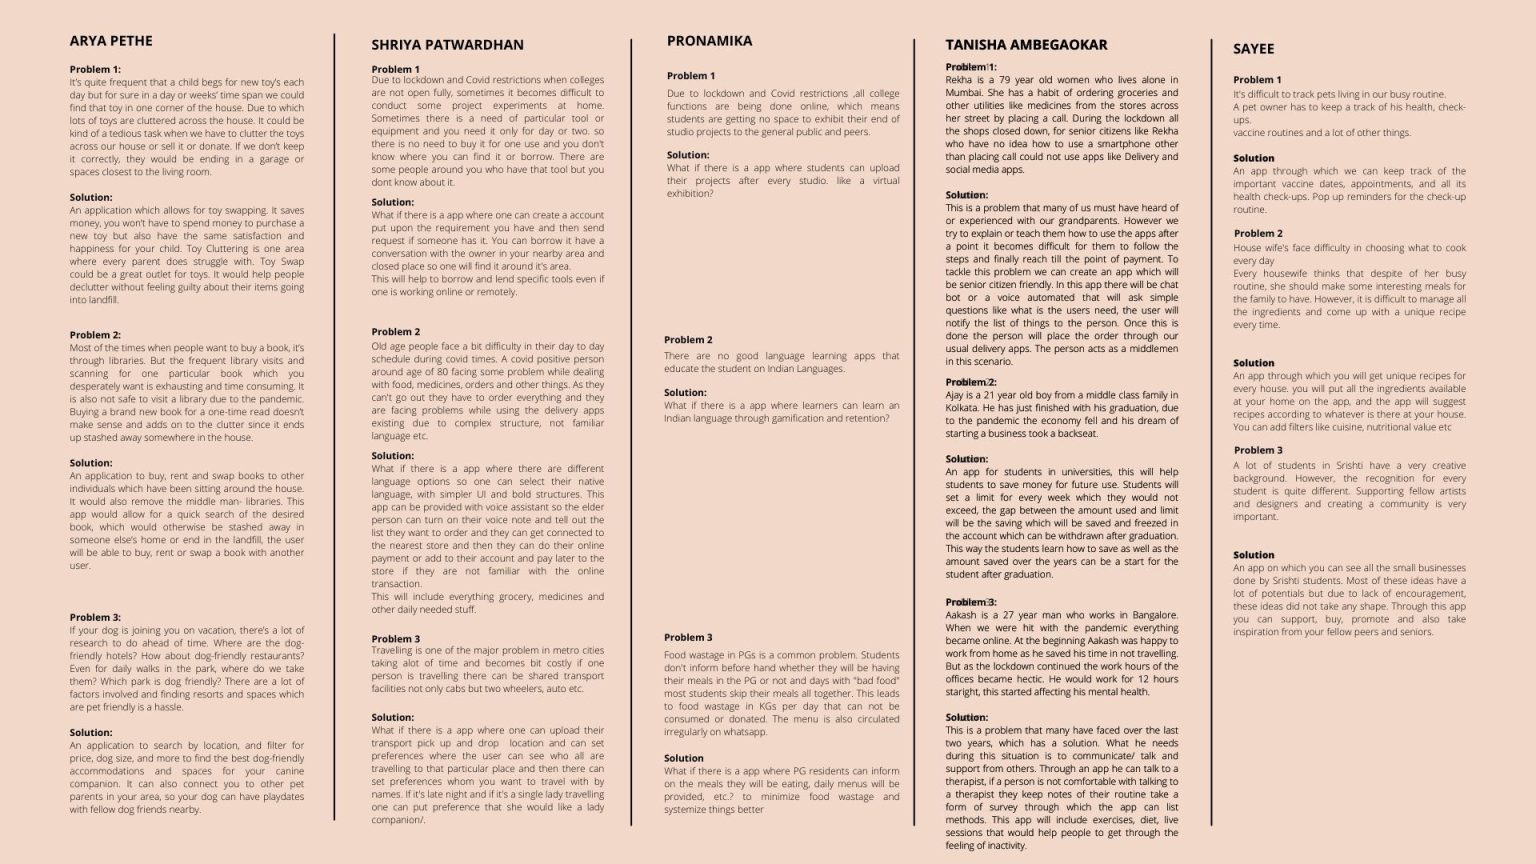 ARYA PETHE
Problem 1:
It's quite frequent that a child begs for new toy's each
day but for sure in a day or weeks' time span we could
find that toy in one corner of the house. Due to which
lots of toys are cluttered across the house. It could be
kind of a tedious task when we have to clutter the toys
across our house or sell it or donate. If we don't keep
it correctly, they would be ending in a garage or
spaces closest to the living room.
Solution:
An application which allows for toy swapping. It saves
money, you won't have to spend money to purchase a
new toy but also have the same satisfaction and
happiness for your child. Toy Cluttering is one area
where every parent does struggle with. Toy Swap
could be a great outlet for toys. It would help people
declutter without feeling guilty about their items going
into landfill.
Problem 2:
Most of the times when people want to buy a book, it's
through libraries. But the frequent library visits and
scanning for one particular book which you
desperately want is exhausting and time consuming. It
is also not safe to visit a library due to the pandemic.
Buying a brand new book for a one-time read doesn't
make sense and adds on to the clutter since it ends
up stashed away somewhere in the house.
Solution:
An application to buy, rent and swap books to other
individuals which have been sitting around the house.
It would also remove the middle man- libraries. This
app would allow for a quick search of the desired
book, which would otherwise be stashed away in
someone else's home or end in the landfill, the user
will be able to buy, rent or swap a book with another
user.
Problem 3:
If your dog is joining you on vacation, there's a lot of
research to do ahead of time. Where are the dog-
friendly hotels? How about dog-friendly restaurants?
Even for daily walks in the park, where do we take
them? Which park is dog friendly? There are a lot of
factors involved and finding resorts and spaces which
are pet friendly is a hassle.
Solution:
An application to search by location, and filter for
price, dog size, and more to find the best dog-friendly
accommodations and spaces for your canine
companion. It can also connect you to other pet
parents in your area, so your dog can have playdates
with fellow dog friends nearby.
SHRIYA PATWARDHAN
Problem 1
Due to lockdown and Covid restrictions when colleges
are not open fully, sometimes it becomes difficult to
conduct some project experiments at home.
Sometimes there is a need of particular tool or
equipment and you need it only for day or two. so
there is no need to buy it for one use and you don't
know where you can find it or borrow. There are
some people around you who have that tool but you
dont know about it.
Solution:
What if there is a app where one can create a account
put upon the requirement you have and then send
request if someone has it. You can borrow it have a
conversation with the owner in your nearby area and
closed place so one will find it around it's area.
This will help to borrow and lend specific tools even if
one is working online or remotely.
Problem 2
Old age people face a bit difficulty in their day to day
schedule during covid times. A covid positive person
around age of 80 facing some problem while dealing
with food, medicines, orders and other things. As they
can't go out they have to order everything and they
are facing problems while using the delivery apps
existing due to complex structure, not familiar
language etc.
Solution:
What if there is a app where there are different
language options so one can select their native
language, with simpler UI and bold structures. This
app can be provided with voice assistant so the elder
person can turn on their voice note and tell out the
list they want to order and they can get connected to
the nearest store and then they can do their online
payment or add to their account and pay later to the
store if they are not familiar with the online
transaction.
This will include everything grocery, medicines and
other daily needed stuff.
Problem 3
Travelling is one of the major problem in metro cities
taking alot of time and becomes bit costly if one
person is travelling there can be shared transport
facilities not only cabs but two wheelers, auto etc.
Solution:
What if there is a app where one can upload their
transport pick up and drop location and can set
preferences where the user can see who all are
travelling to that particular place and then there can
set preferences whom you want to travel with by
names. If it's late night and if it's a single lady travelling
one can put preference that she would like a lady
companion/.
PRONAMIKA
Problem 1
Due to lockdown and Covid restrictions ,all college
functions are being done online, which means
students are getting no space to exhibit their end of
studio projects to the general public and peers.
Solution:
What if there is a app where students can upload
their projects after every studio. like a virtual
exhibition?
Problem 2
There are no good language learning apps that
educate the student on Indian Languages.
Solution:
What if there is a app where learners can learn an
Indian language through gamification and retention?
Problem 3
Food wastage in PGs is a common problem. Students
don't inform before hand whether they will be having
their meals in the PG or not and days with "bad food"
most students skip their meals all together. This leads
to food wastage in KGs per day that can not be
consumed or donated. The menu is also circulated
irregularly on whatsapp.
Solution
What if there is a app where PG residents can inform
on the meals they will be eating, daily menus will be
provided, etc.? to minimize food wastage and
systemize things better
TANISHA AMBEGAOKAR
Problem 1:
Rekha is a 79 year old women who lives alone in
Mumbai. She has a habit of ordering groceries and
other utilities like medicines from the stores across
her street by placing a call. During the lockdown all
the shops closed down, for senior citizens like Rekha
who have no idea how to use a smartphone other
than placing call could not use apps like Delivery and
social media apps.
Solution:
This is a problem that many of us must have heard of
or experienced with our grandparents. However we
try to explain or teach them how to use the apps after
a point it becomes difficult for them to follow the
steps and finally reach till the point of payment. To
tackle this problem we can create an app which will
be senior citizen friendly. In this app there will be chat
bot or a voice automated that will ask simple
questions like what is the users need, the user will
notify the list of things to the person. Once this is
done the person will place the order through our
usual delivery apps. The person acts as a middlemen
in this scenario.
Problem 2:
Ajay is a 21 year old boy from a middle class family in
Kolkata. He has just finished with his graduation, due
to the pandemic the economy fell and his dream of
starting a business took a backseat.
Solution:
An app for students in universities, this will help
students to save money for future use. Students will
set a limit for every week which they would not
exceed, the gap between the amount used and limit
will be the saving which will be saved and freezed in
the account which can be withdrawn after graduation.
This way the students learn how to save as well as the
amount saved over the years can be a start for the
student after graduation.
Problem 3:
Aakash is a 27 year man who works in Bangalore.
When we were hit with the pandemic everything
became online. At the beginning Aakash was happy to
work from home as he saved his time in not travelling.
But as the lockdown continued the work hours of the
offices became hectic. He would work for 12 hours
staright, this started affecting his mental health.
Solution:
This is a problem that many have faced over the last
two years, which has a solution. What he needs
during this situation is to communicate/ talk and
support from others. Through an app he can talk to a
therapist, if a person is not comfortable with talking to
a therapist they keep notes of their routine take a
form of survey through which the app can list
methods. This app will include exercises, diet, live
sessions that would help people to get through the
feeling of inactivity.
SAYEE
Problem 1
It's difficult to track pets living in our busy routine.
A pet owner has to keep a track of his health, check-
ups.
vaccine routines and a lot of other things.
Solution
An app through which we can keep track of the
important vaccine dates, appointments, and all its
health check-ups. Pop up reminders for the check-up
routine.
Problem 2
House wife's face difficulty in choosing what to cook
every day
Every housewife thinks that despite of her busy
routine, she should make some interesting meals for
the family to have. However, it is difficult to manage all
the ingredients and come up with a unique recipe
every time.
Solution
An app through which you will get unique recipes for
every house. you will put all the ingredients available
at your home on the app, and the app will suggest
recipes according to whatever is there at your house.
You can add filters like cuisine, nutritional value etc
Problem 3
A lot of students in Srishti have a very creative
background. However, the recognition for every
student is quite different. Supporting fellow artists
and designers and creating a community is very
important.
Solution
An app on which you can see all the small businesses
done by Srishti students. Most of these ideas have a
lot of potentials but due to lack of encouragement,
these ideas did not take any shape. Through this app
you can support, buy, promote and also take
inspiration from your fellow peers and seniors.